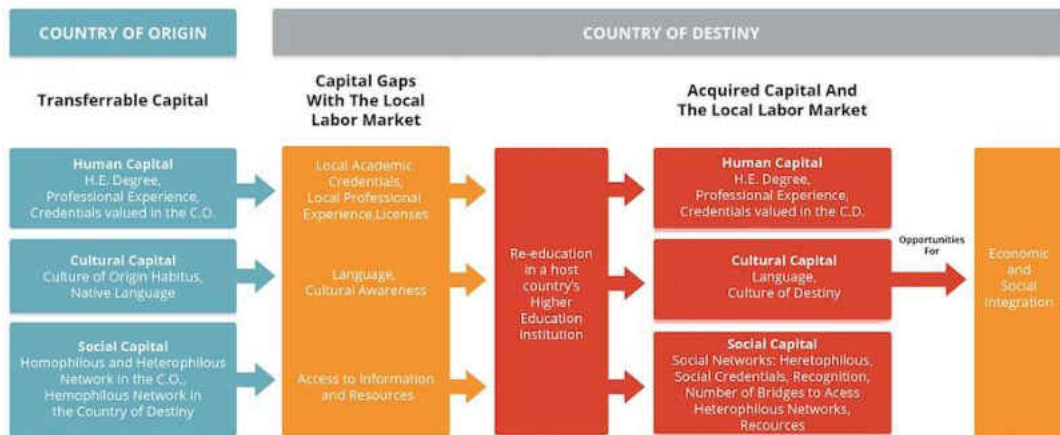 COUNTRY OF ORIGIN
COUNTRY OF DESTINY
Transferrable Capital
Capital Gaps
With The Local
Labor Market
Acquired Capital And
The Local Labor Market
Human Capital
H.E. Degree,
Professional Experience,
Credentials valued in the C.O.
Cultural Capital
Culture of Origin Habitus,
Native Language
Social Capital
Homophilous and Heterophilous
Network in the C.O.,
Hemophilous Network in
the Country of Destiny
Local Academic
Credentials,
Local Professional
Experience,Licenses
Language,
Cultural Awareness
Access to Information
and Resources
Re-education
in a host
country's
Higher
Education
Institution
Human Capital
H.E. Degree,
Professional Experience,
Credentials valued in the C.D.
Cultural Capital
Language,
Culture of Destiny
Social Capital
Social Networks: Heretophilous,
Social Credentials, Recognition,
Number of Bridges to Acess
Heterophilous Networks,
Recources
Opportunities
For
Economic
and
Social
Integration